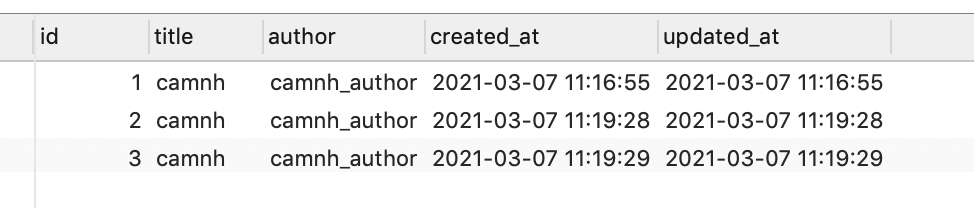 id title author created_at updated_at
1 camnh camnh_author 2021-03-07 11:16:55 2021-03-07 11:16:55
2 camnh camnh_author 2021-03-07 11:19:28 2021-03-07 11:19:28
3 camnh camnh_author 2021-03-07 11:19:29 2021-03-07 11:19:29